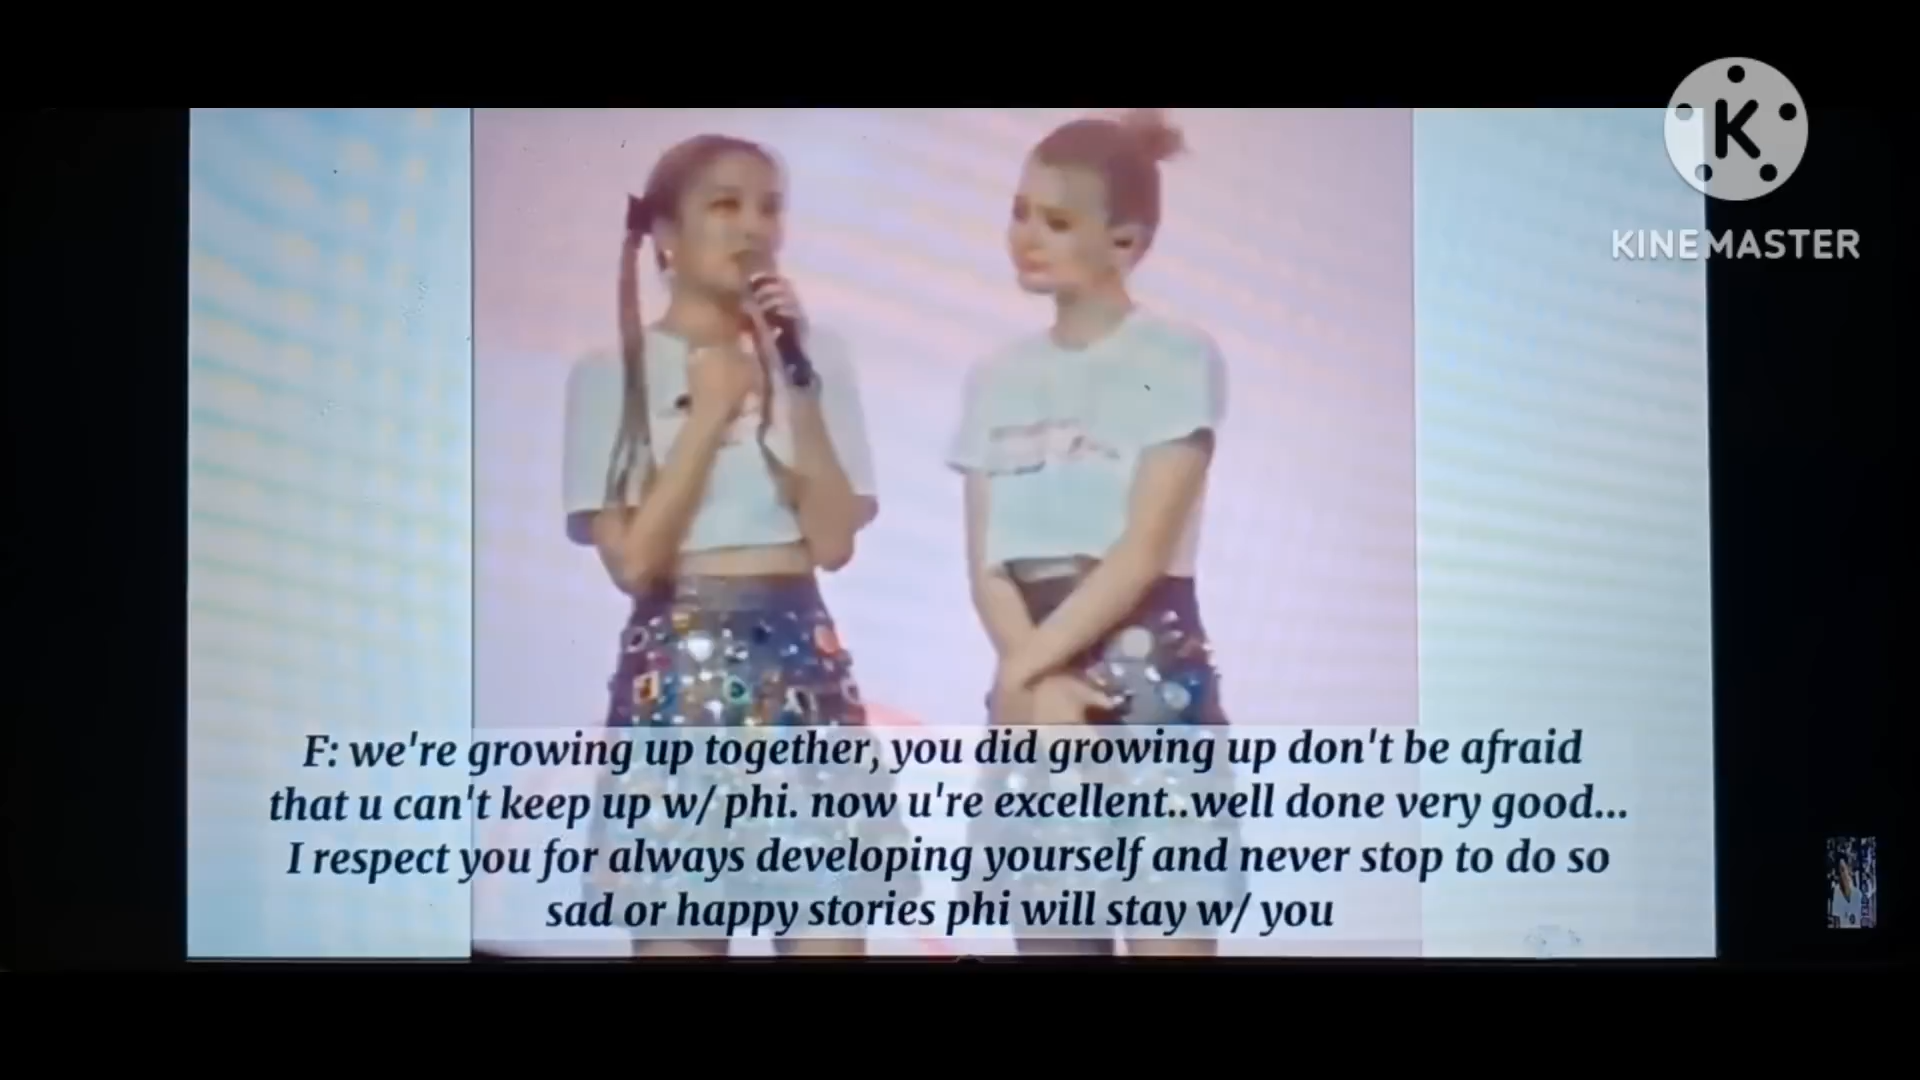 K
KINEMASTER
F: we're growing up together, you did growing up don't be afraid
that u can't keep up w/ phi. now u're excellent..well done very good...
I respect you for always developing yourself and never stop to do so
sad or happy stories phi will stay w/ you